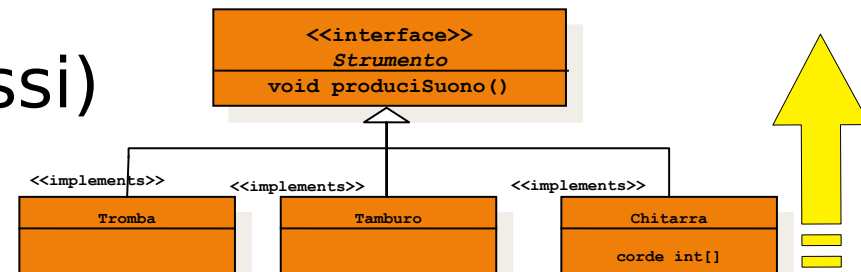 ssi)
<<interface>>
Strumento
void produciSuono()
<<implements>> <<implements>> <<implements>>
Tromba Tamburo Chitarra
corde int[]